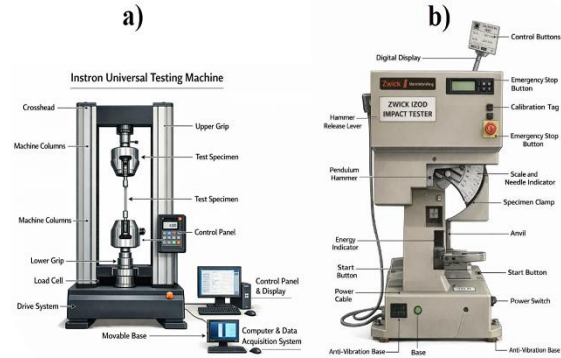 a)
Instron Universal Testing Machine
Crosshead
Machine Columns
Machine Columns
Lower Grip
Load Cell
Drive System
Movable Base
Upper Grip
Test Specimen
Test Specimen
Control Panel
Control Panel
& Display
Computer & Data
Acquisition System
b)
Digital Display
Control Buttons
Zwick
ZWICK IZOD
IMPACT TESTER
Hammer
Release Lever
Emergency Stop
Button
Calibration Tag
Emergency Stop
Button
Pendulum
Hammer
Scale and
Needle Indicator
Specimen Clamp
Anvil
Energy
Indicator
Start
Button
Start Button
Power
Cable
Power Switch
Anti-Vibration Base
Base
Anti-Vibration Base